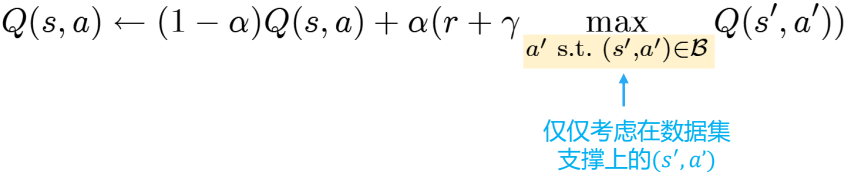 Q(s, a) ← (1 − α)Q(s, a) + α(r + γ max Q(s′, a′))
a′ s.t. (s′,a′)∈ℬ
仅仅考虑在数据集
支撑上的(s′, a’)